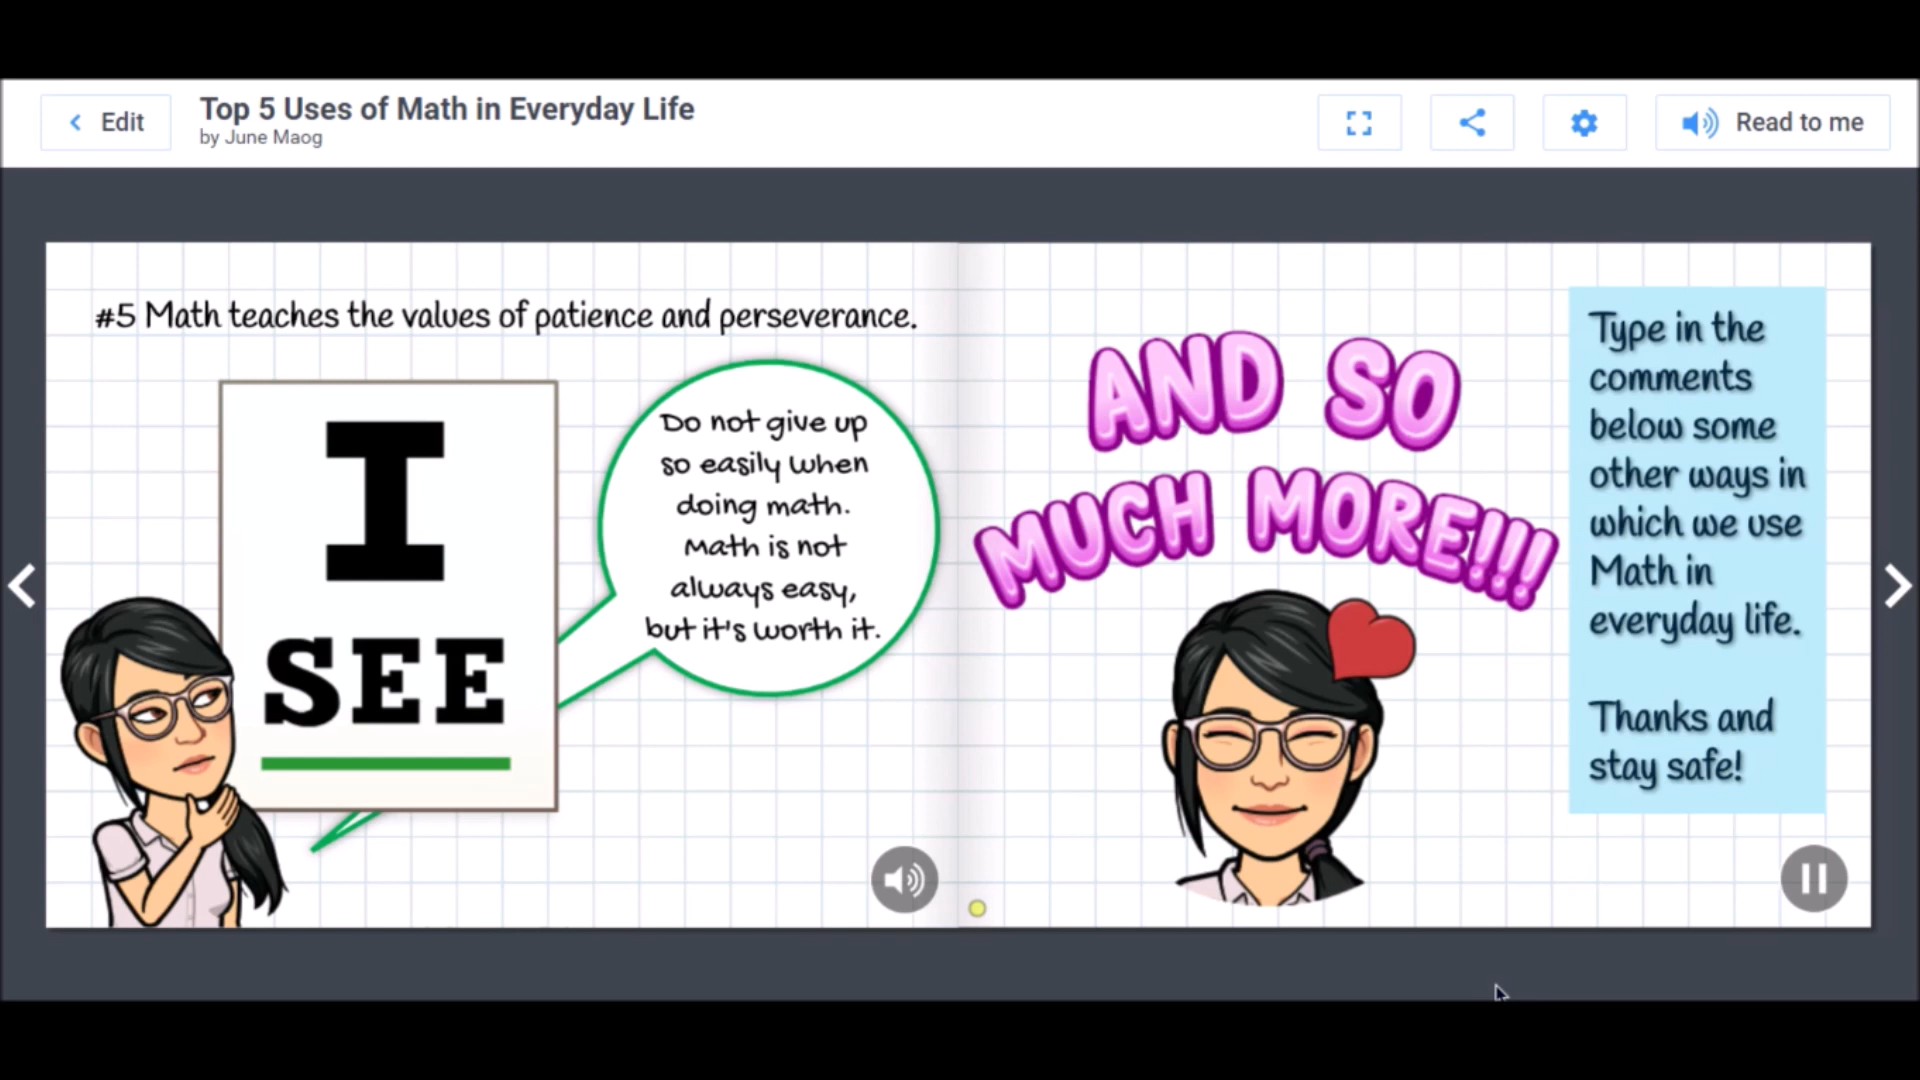 Edit
Top 5 Uses of Math in Everyday Life
by June Maog
Read to me
#5 Math teaches the values of patience and perseverance.
I
SEE
Do not give up
so easily when
doing math.
Math is not
always easy,
but it's worth it.
AND SO
MUCH MORE!!!
Type in the
comments
below some
other ways in
which we use
Math in
everyday life.
Thanks and
stay safe!